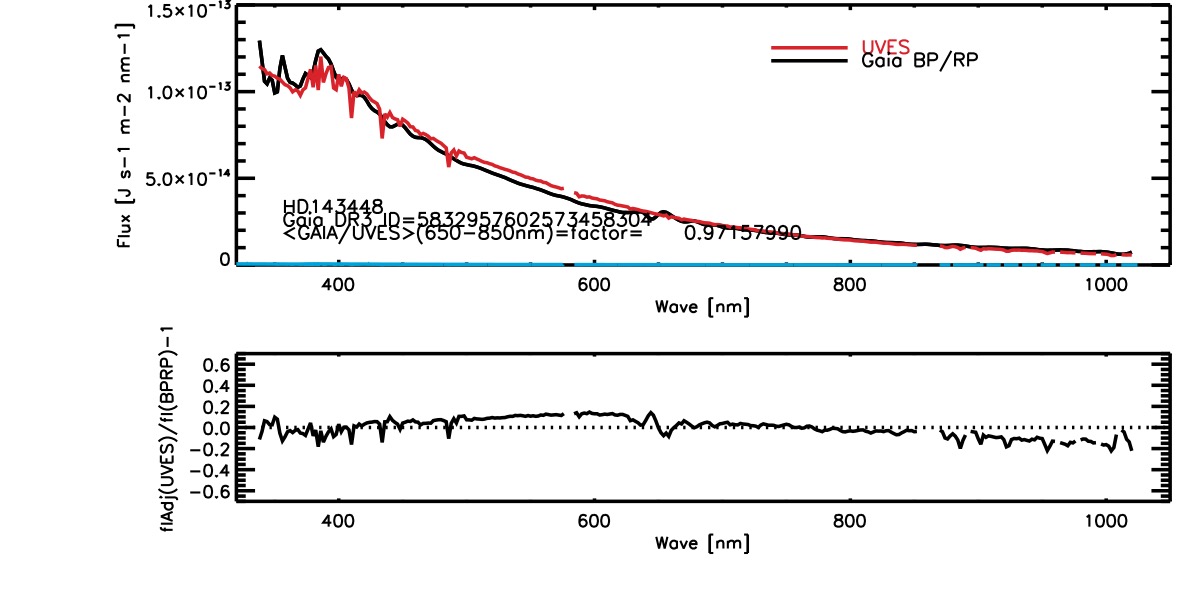 1.5×10−13
1.0×10−13
5.0×10−14
0
Flux [J s−1 m−2 nm−1]
UVES
Gaia BP/RP
HD143448
Gaia DR3 ID=5832957602573458304
<GAIA/UVES>(650−850nm)=factor= 0.97157990
400 600 800 1000
Wave [nm]
flAdj(UVES)/fl(BPRP)−1
0.6
0.4
0.2
0.0
−0.2
−0.4
−0.6
400 600 800 1000
Wave [nm]